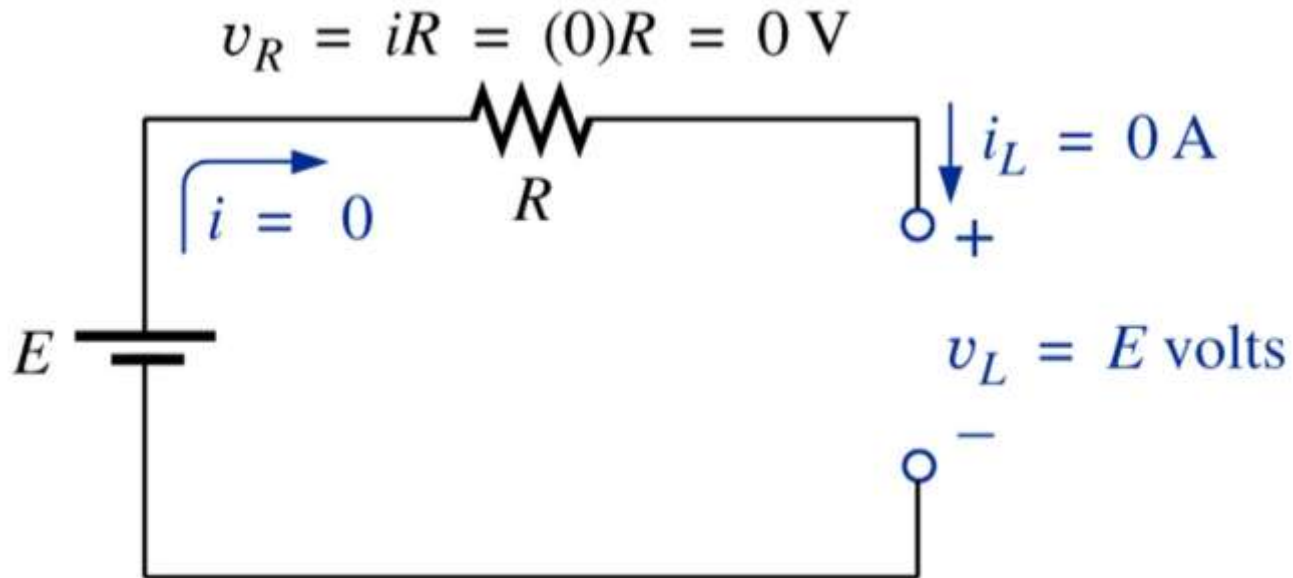 v_R = iR = (0)R = 0 V
i_L = 0 A
i = 0
R
+
E
v_L = E volts
−